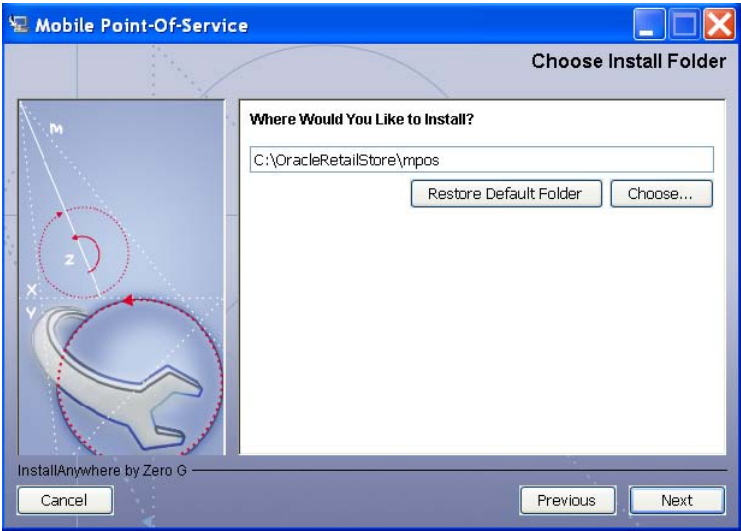 Mobile Point-Of-Service
Choose Install Folder
M
Z
X
Y
Where Would You Like to Install?
C:\OracleRetailStore\mpos
Restore Default Folder
Choose...
InstallAnywhere by Zero G
Cancel
Previous
Next